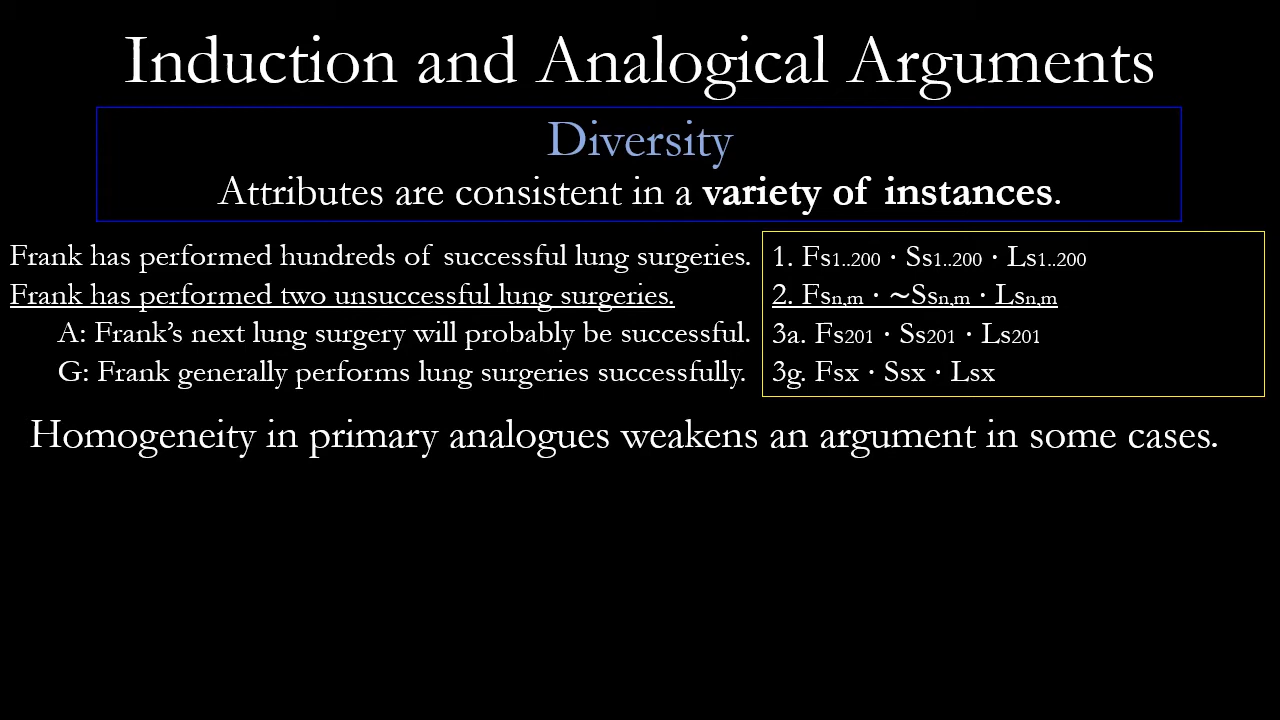 Induction and Analogical Arguments
Diversity
Attributes are consistent in a variety of instances.
Frank has performed hundreds of successful lung surgeries.
Frank has performed two unsuccessful lung surgeries.
A: Frank's next lung surgery will probably be successful.
G: Frank generally performs lung surgeries successfully.
1. Fs1..200 · Ss1..200 · Ls1..200
2. Fsn,m · ~Ssn,m · Lsn,m
3a. Fs201 · Ss201 · Ls201
3g. Fsx · Ssx · Lsx
Homogeneity in primary analogues weakens an argument in some cases.